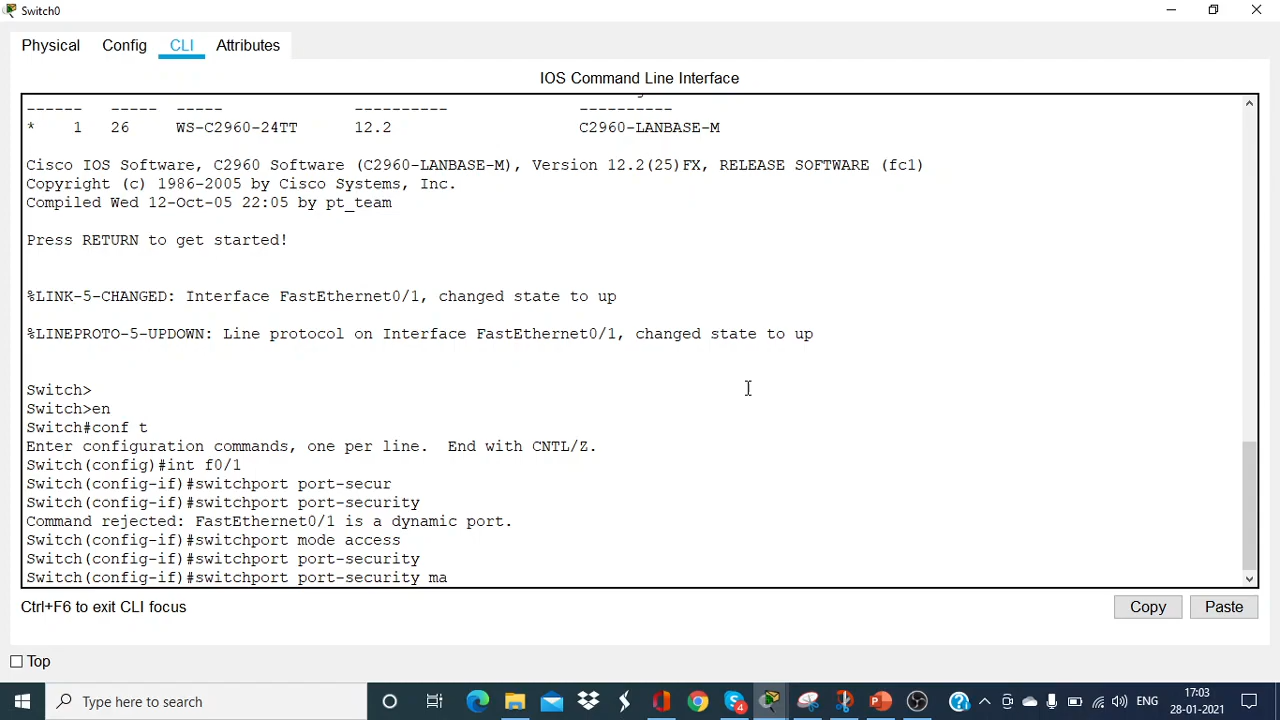 Switch0
Physical Config CLI Attributes
IOS Command Line Interface
------ ----- ----- ---------- ----------
* 1 26 WS-C2960-24TT 12.2 C2960-LANBASE-M
Cisco IOS Software, C2960 Software (C2960-LANBASE-M), Version 12.2(25)FX, RELEASE SOFTWARE (fc1)
Copyright (c) 1986-2005 by Cisco Systems, Inc.
Compiled Wed 12-Oct-05 22:05 by pt_team
Press RETURN to get started!
%LINK-5-CHANGED: Interface FastEthernet0/1, changed state to up
%LINEPROTO-5-UPDOWN: Line protocol on Interface FastEthernet0/1, changed state to up
Switch>
Switch>en
Switch#conf t
Enter configuration commands, one per line. End with CNTL/Z.
Switch(config)#int f0/1
Switch(config-if)#switchport port-secur
Switch(config-if)#switchport port-security
Command rejected: FastEthernet0/1 is a dynamic port.
Switch(config-if)#switchport mode access
Switch(config-if)#switchport port-security
Switch(config-if)#switchport port-security ma
Ctrl+F6 to exit CLI focus
Copy Paste
Top
Type here to search
4
ENG
17:03
28-01-2021